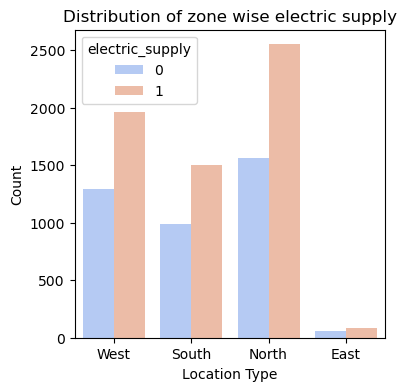 Distribution of zone wise electric supply
electric_supply
0
1
2500
2000
1500
1000
500
0
Count
West South North East
Location Type